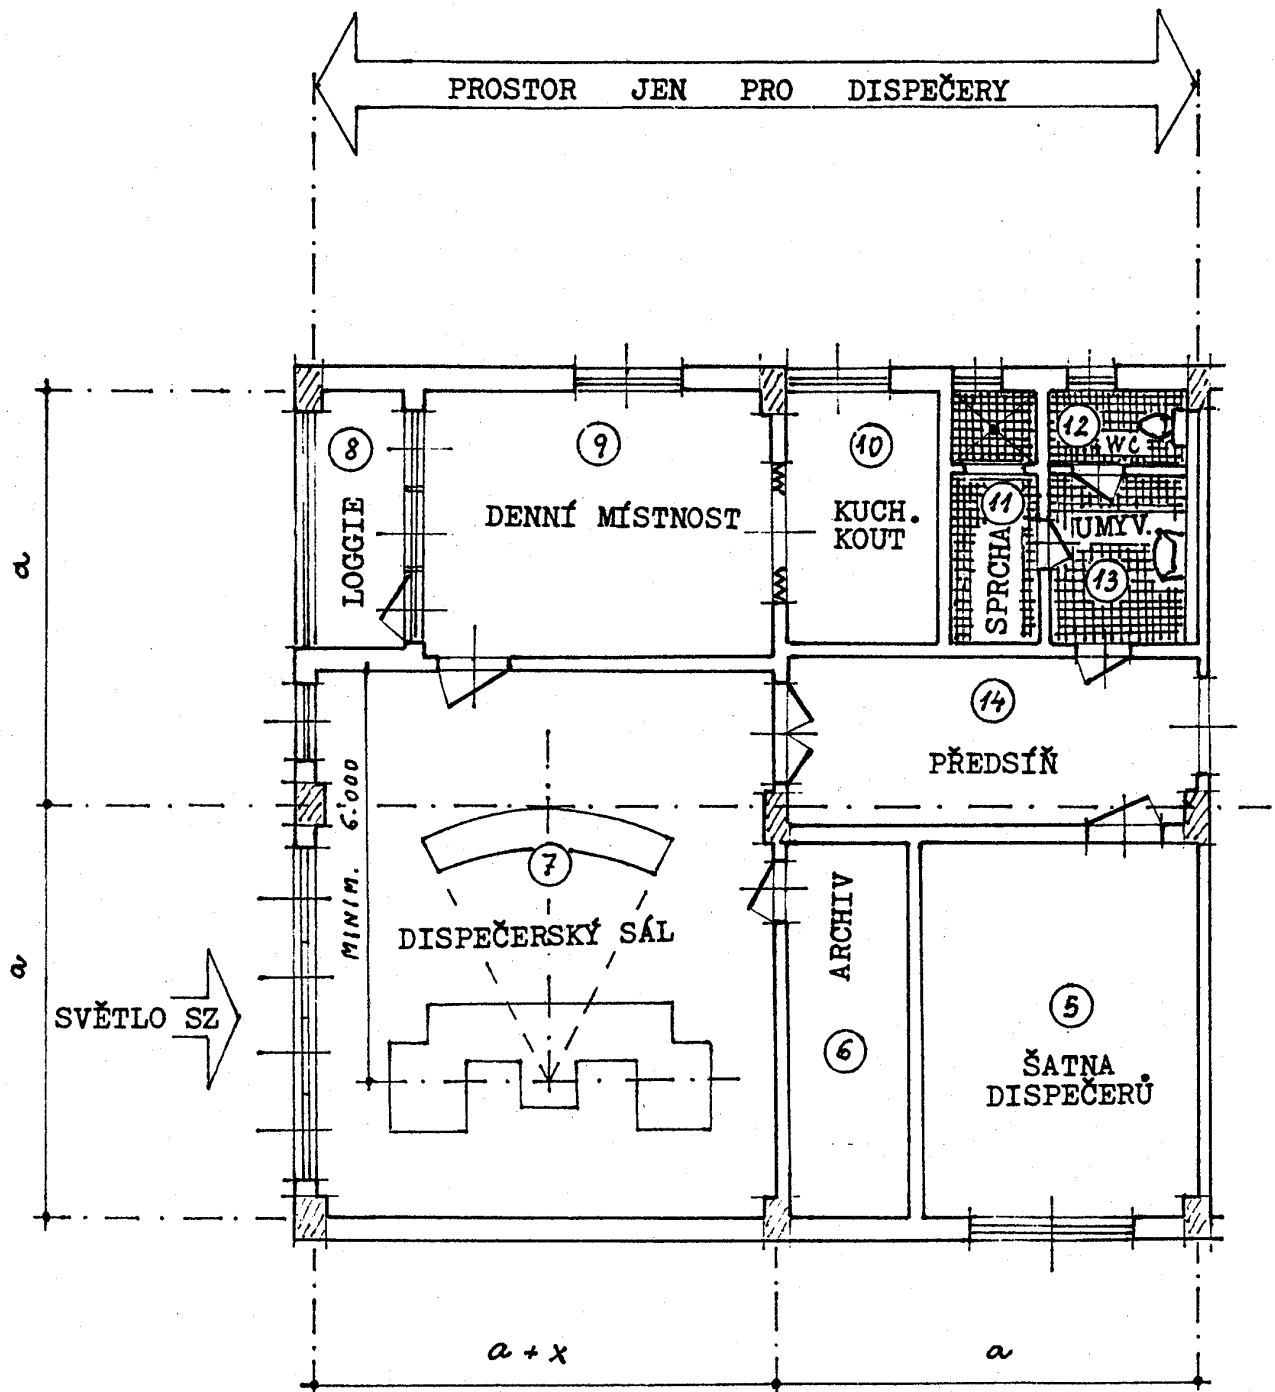 PROSTOR JEN PRO DISPEČERY
8
LOGGIE
9
DENNÍ MÍSTNOST
10
KUCH.
KOUT
11
SPRCHA
12
WC
UMÝV.
13
14
PŘEDSÍŇ
a
a
MINIM. 6.000
7
DISPEČERSKÝ SÁL
SVĚTLO SZ
ARCHIV
6
5
ŠATNA
DISPEČERŮ
a + x
a